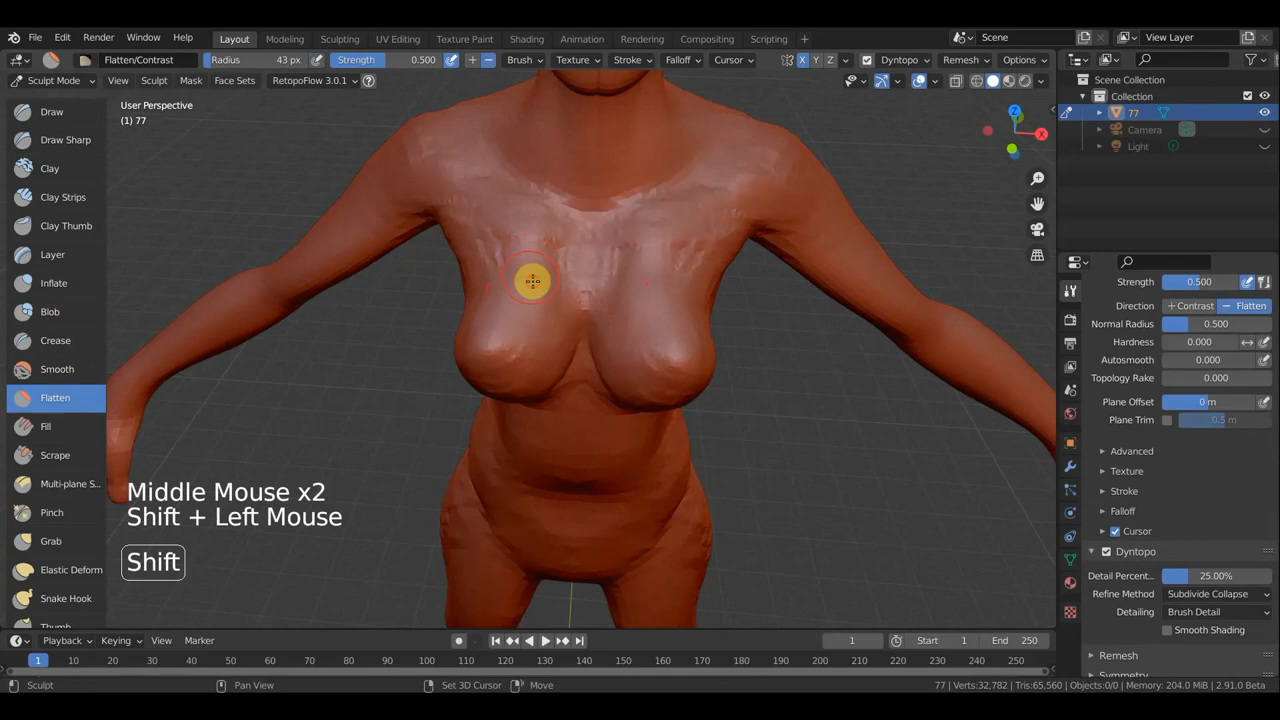 File Edit Render Window Help Layout Modeling Sculpting UV Editing Texture Paint Shading Animation Rendering Compositing Scripting + Scene View Layer
Flatten/Contrast Radius 43 px Strength 0.500 + − Brush Texture Stroke Falloff Cursor X Y Z Dyntopo Remesh Options
Sculpt Mode View Sculpt Mask Face Sets RetopoFlow 3.0.1 ?
Scene Collection
Collection
77
Camera
Light
User Perspective
(1) 77
Z
X
Draw
Draw Sharp
Clay
Clay Strips
Clay Thumb
Layer
Inflate
Blob
Crease
Smooth
Flatten
Fill
Scrape
Multi-plane S...
Pinch
Grab
Elastic Deform
Snake Hook
Thumb
Middle Mouse x2
Shift + Left Mouse
Shift
Strength 0.500
Direction + Contrast − Flatten
Normal Radius 0.500
Hardness 0.000
Autosmooth 0.000
Topology Rake 0.000
Plane Offset 0 m
Plane Trim 0.5 m
Advanced
Texture
Stroke
Falloff
Cursor
Dyntopo
Detail Percent... 25.00%
Refine Method Subdivide Collapse
Detailing Brush Detail
Smooth Shading
Remesh
Symmetry
Playback Keying View Marker 1 Start 1 End 250
1 10 20 30 40 50 60 70 80 90 100 110 120 130 140 150 160 170 180 190 200 210 220 230 240 250
Sculpt Pan View Set 3D Cursor Move 77 | Verts:32,782 | Tris:65,560 | Objects:0/0 | Memory: 204.0 MiB | 2.91.0 Beta